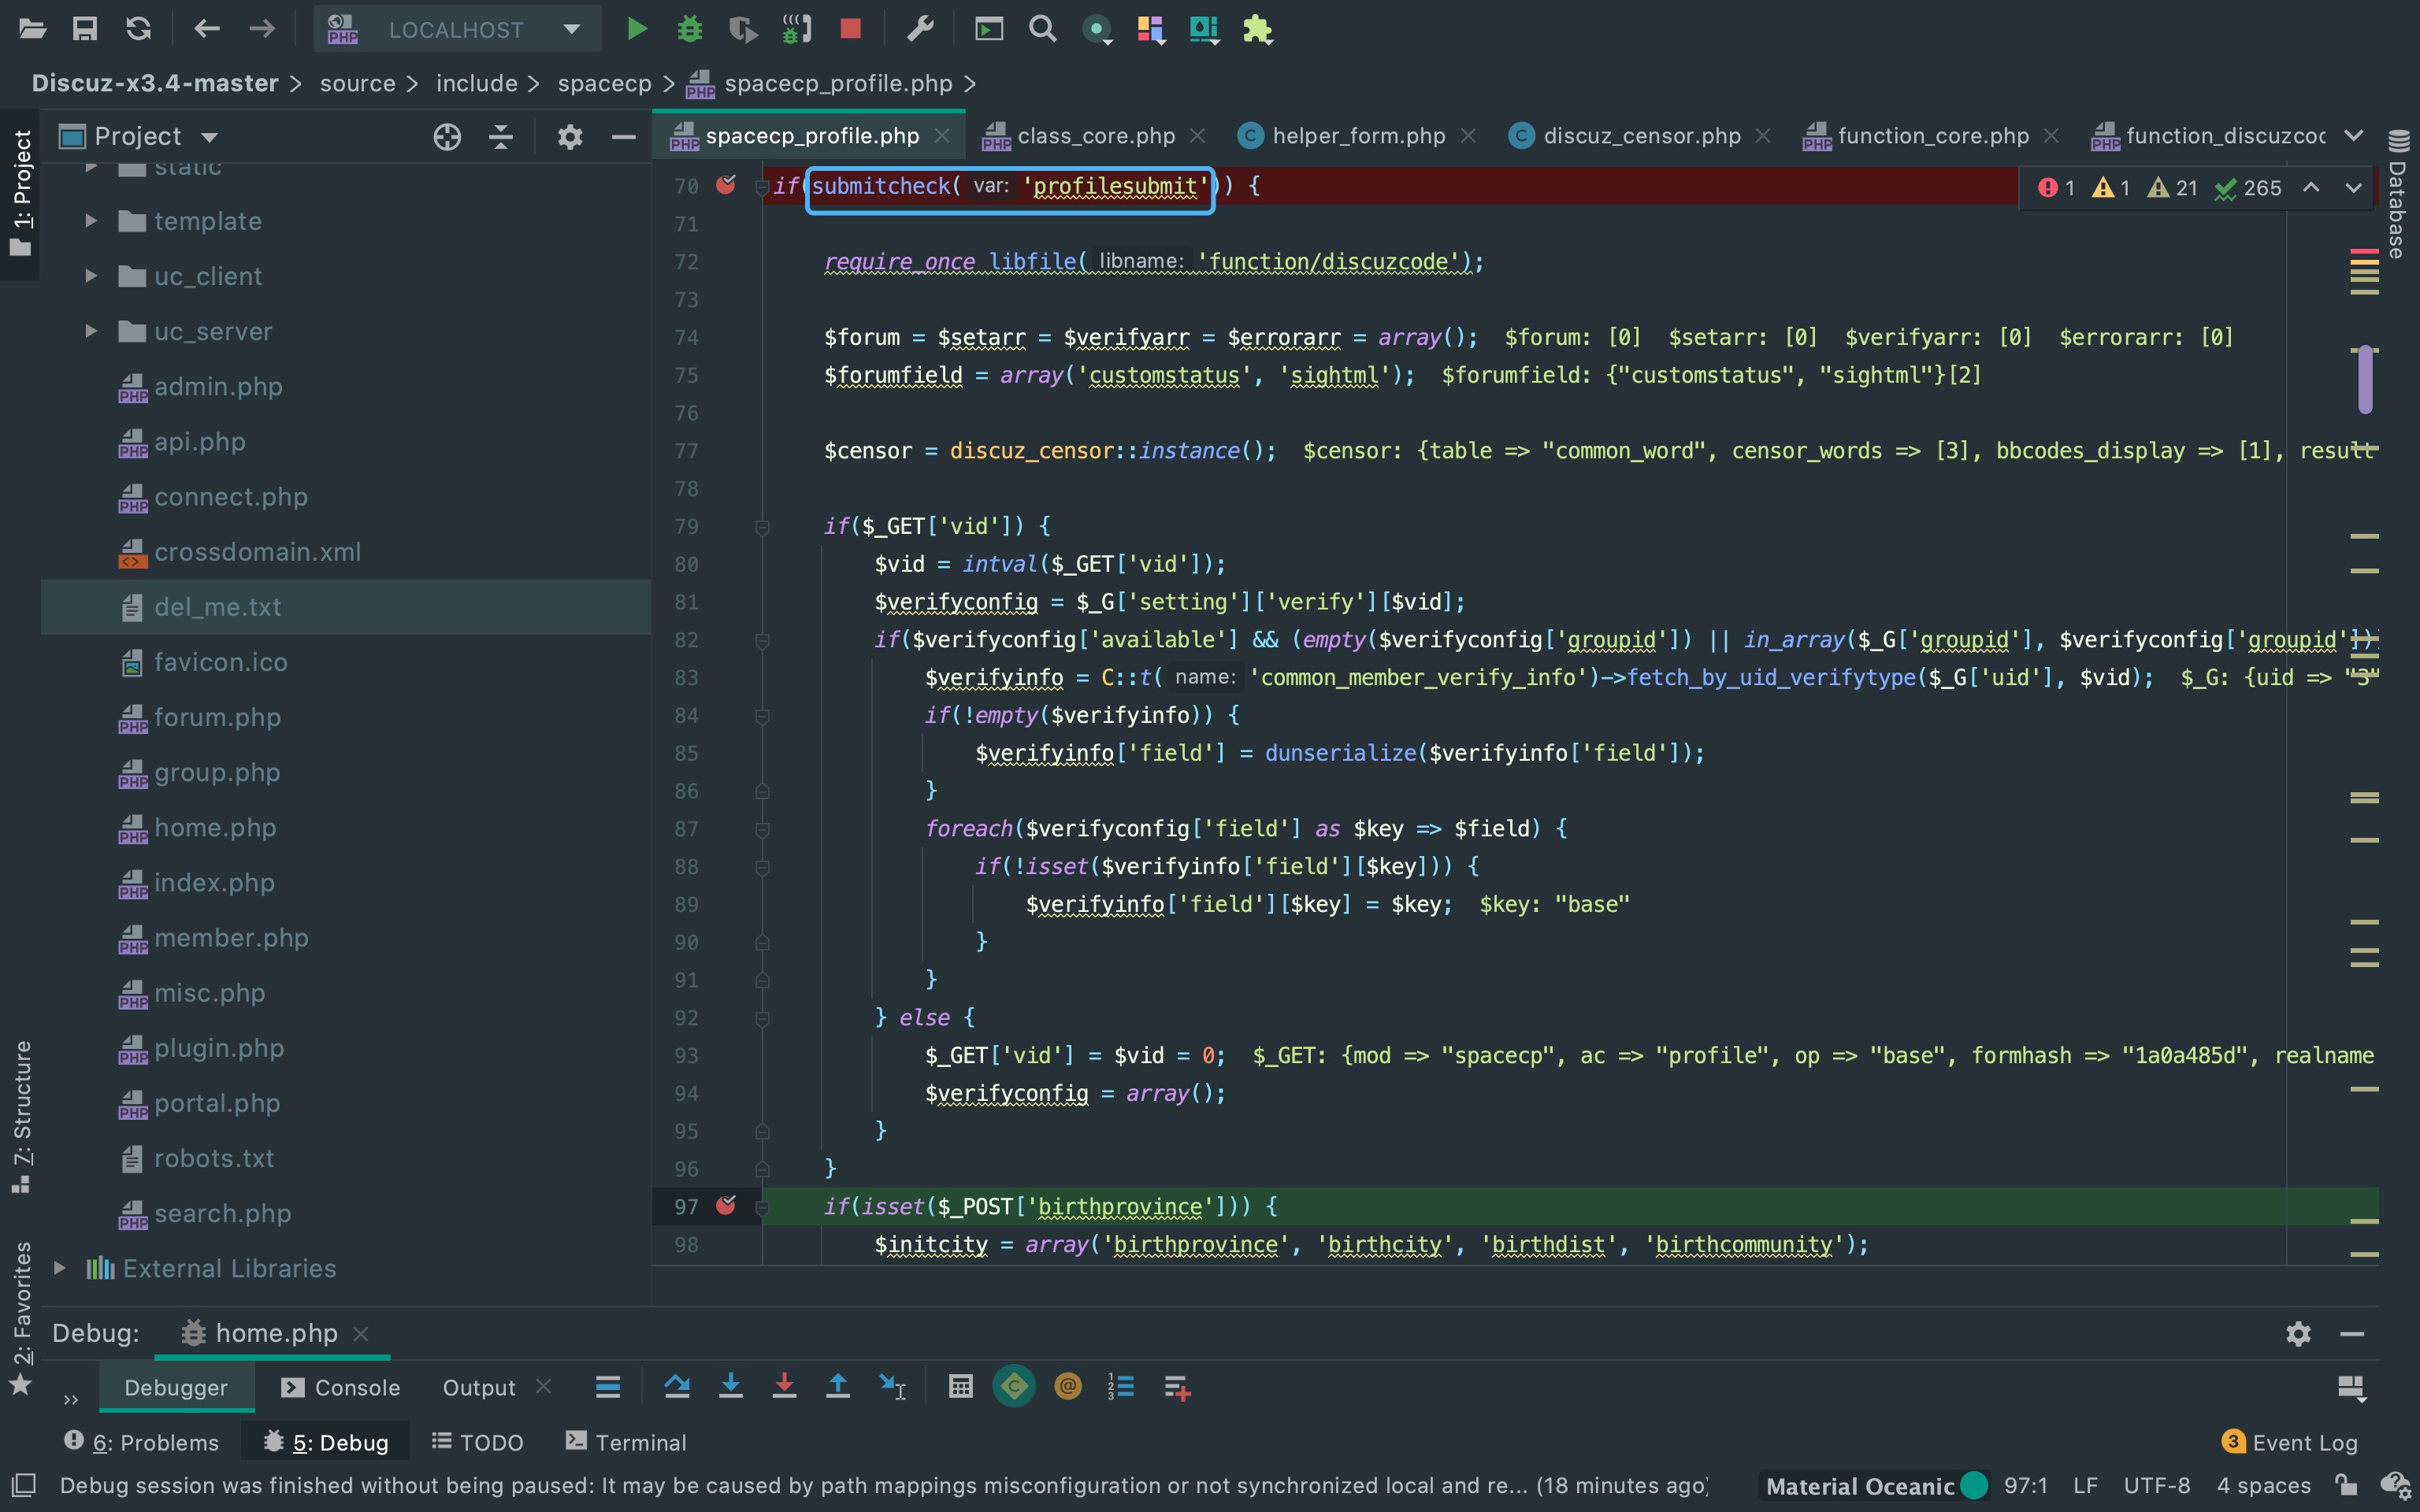 LOCALHOST
Discuz-x3.4-master > source > include > spacecp > spacecp_profile.php >
Project
spacecp_profile.php
class_core.php
helper_form.php
discuz_censor.php
function_core.php
function_discuzcoc
1: Project
Database
static
template
uc_client
uc_server
admin.php
api.php
connect.php
crossdomain.xml
del_me.txt
favicon.ico
forum.php
group.php
home.php
index.php
member.php
misc.php
plugin.php
portal.php
robots.txt
search.php
External Libraries
7: Structure
2: Favorites
1 1 21 265
70 if(submitcheck( var: 'profilesubmit')) {
71
72 require_once libfile( libname: 'function/discuzcode');
73
74 $forum = $setarr = $verifyarr = $errorarr = array(); $forum: [0] $setarr: [0] $verifyarr: [0] $errorarr: [0]
75 $forumfield = array('customstatus', 'sightml'); $forumfield: {"customstatus", "sightml"}[2]
76
77 $censor = discuz_censor::instance(); $censor: {table => "common_word", censor_words => [3], bbcodes_display => [1], result
78
79 if($_GET['vid']) {
80 $vid = intval($_GET['vid']);
81 $verifyconfig = $_G['setting']['verify'][$vid];
82 if($verifyconfig['available'] && (empty($verifyconfig['groupid']) || in_array($_G['groupid'], $verifyconfig['groupid']))
83 $verifyinfo = C::t( name: 'common_member_verify_info')->fetch_by_uid_verifytype($_G['uid'], $vid); $_G: {uid => "3"
84 if(!empty($verifyinfo)) {
85 $verifyinfo['field'] = dunserialize($verifyinfo['field']);
86 }
87 foreach($verifyconfig['field'] as $key => $field) {
88 if(!isset($verifyinfo['field'][$key])) {
89 $verifyinfo['field'][$key] = $key; $key: "base"
90 }
91 }
92 } else {
93 $_GET['vid'] = $vid = 0; $_GET: {mod => "spacecp", ac => "profile", op => "base", formhash => "1a0a485d", realname
94 $verifyconfig = array();
95 }
96 }
97 if(isset($_POST['birthprovince'])) {
98 $initcity = array('birthprovince', 'birthcity', 'birthdist', 'birthcommunity');
Debug: home.php
Debugger Console Output
6: Problems 5: Debug TODO Terminal 3 Event Log
Debug session was finished without being paused: It may be caused by path mappings misconfiguration or not synchronized local and re... (18 minutes ago) Material Oceanic 97:1 LF UTF-8 4 spaces